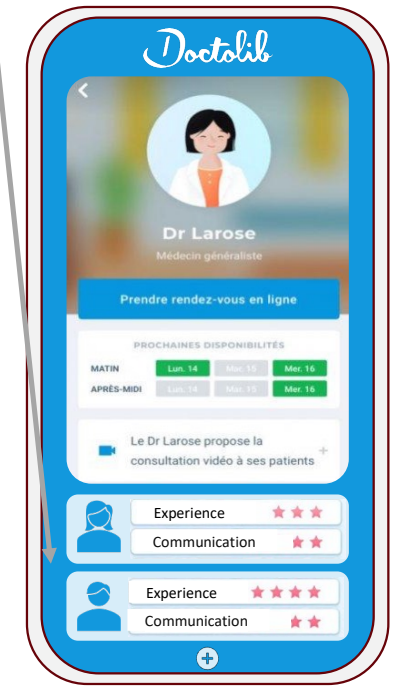 Doctolib
Dr Larose
Médecin généraliste
Prendre rendez-vous en ligne
PROCHAINES DISPONIBILITÉS
MATIN Lun. 14 Mar. 15 Mer. 16
APRÈS-MIDI Lun. 14 Mar. 15 Mer. 16
Le Dr Larose propose la
consultation vidéo à ses patients
Experience
Communication
Experience
Communication